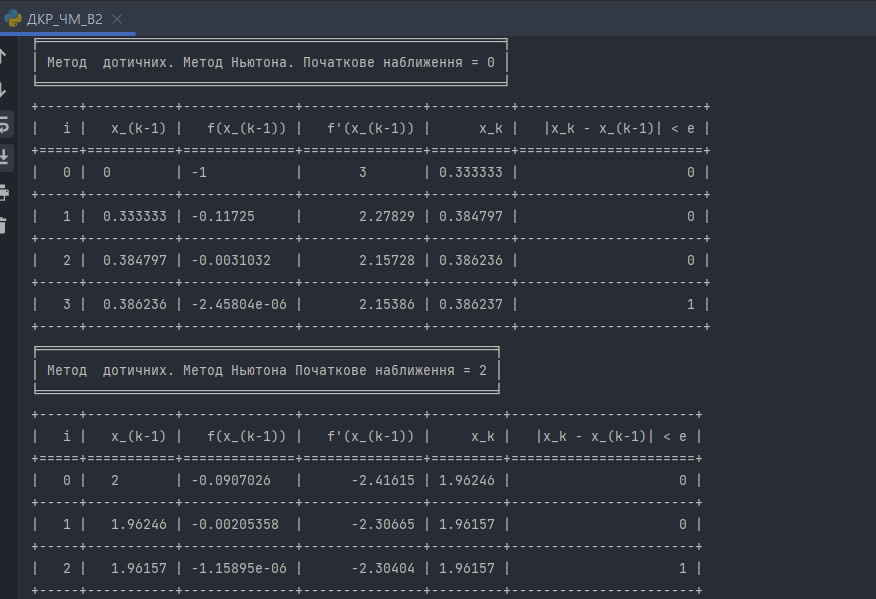 ДКР_ЧМ_В2
Метод  дотичних. Метод Ньютона. Початкове наближення = 0
+-----+-----------+--------------+---------------+----------+-----------------------+
|   i |   x_(k-1) |   f(x_(k-1)) |   f'(x_(k-1)) |      x_k |   |x_k - x_(k-1)| < e |
+=====+===========+==============+===============+==========+=======================+
|   0 |  0        | -1           |       3       | 0.333333 |                     0 |
+-----+-----------+--------------+---------------+----------+-----------------------+
|   1 |  0.333333 | -0.11725     |       2.27829 | 0.384797 |                     0 |
+-----+-----------+--------------+---------------+----------+-----------------------+
|   2 |  0.384797 | -0.0031032   |       2.15728 | 0.386236 |                     0 |
+-----+-----------+--------------+---------------+----------+-----------------------+
|   3 |  0.386236 | -2.45804e-06 |       2.15386 | 0.386237 |                     1 |
+-----+-----------+--------------+---------------+----------+-----------------------+
Метод  дотичних. Метод Ньютона Початкове наближення = 2
+-----+-----------+--------------+---------------+---------+-----------------------+
|   i |   x_(k-1) |   f(x_(k-1)) |   f'(x_(k-1)) |     x_k |   |x_k - x_(k-1)| < e |
+=====+===========+==============+===============+=========+=======================+
|   0 |   2       | -0.0907026   |      -2.41615 | 1.96246 |                     0 |
+-----+-----------+--------------+---------------+---------+-----------------------+
|   1 |   1.96246 | -0.00205358  |      -2.30665 | 1.96157 |                     0 |
+-----+-----------+--------------+---------------+---------+-----------------------+
|   2 |   1.96157 | -1.15895e-06 |      -2.30404 | 1.96157 |                     1 |
+-----+-----------+--------------+---------------+---------+-----------------------+